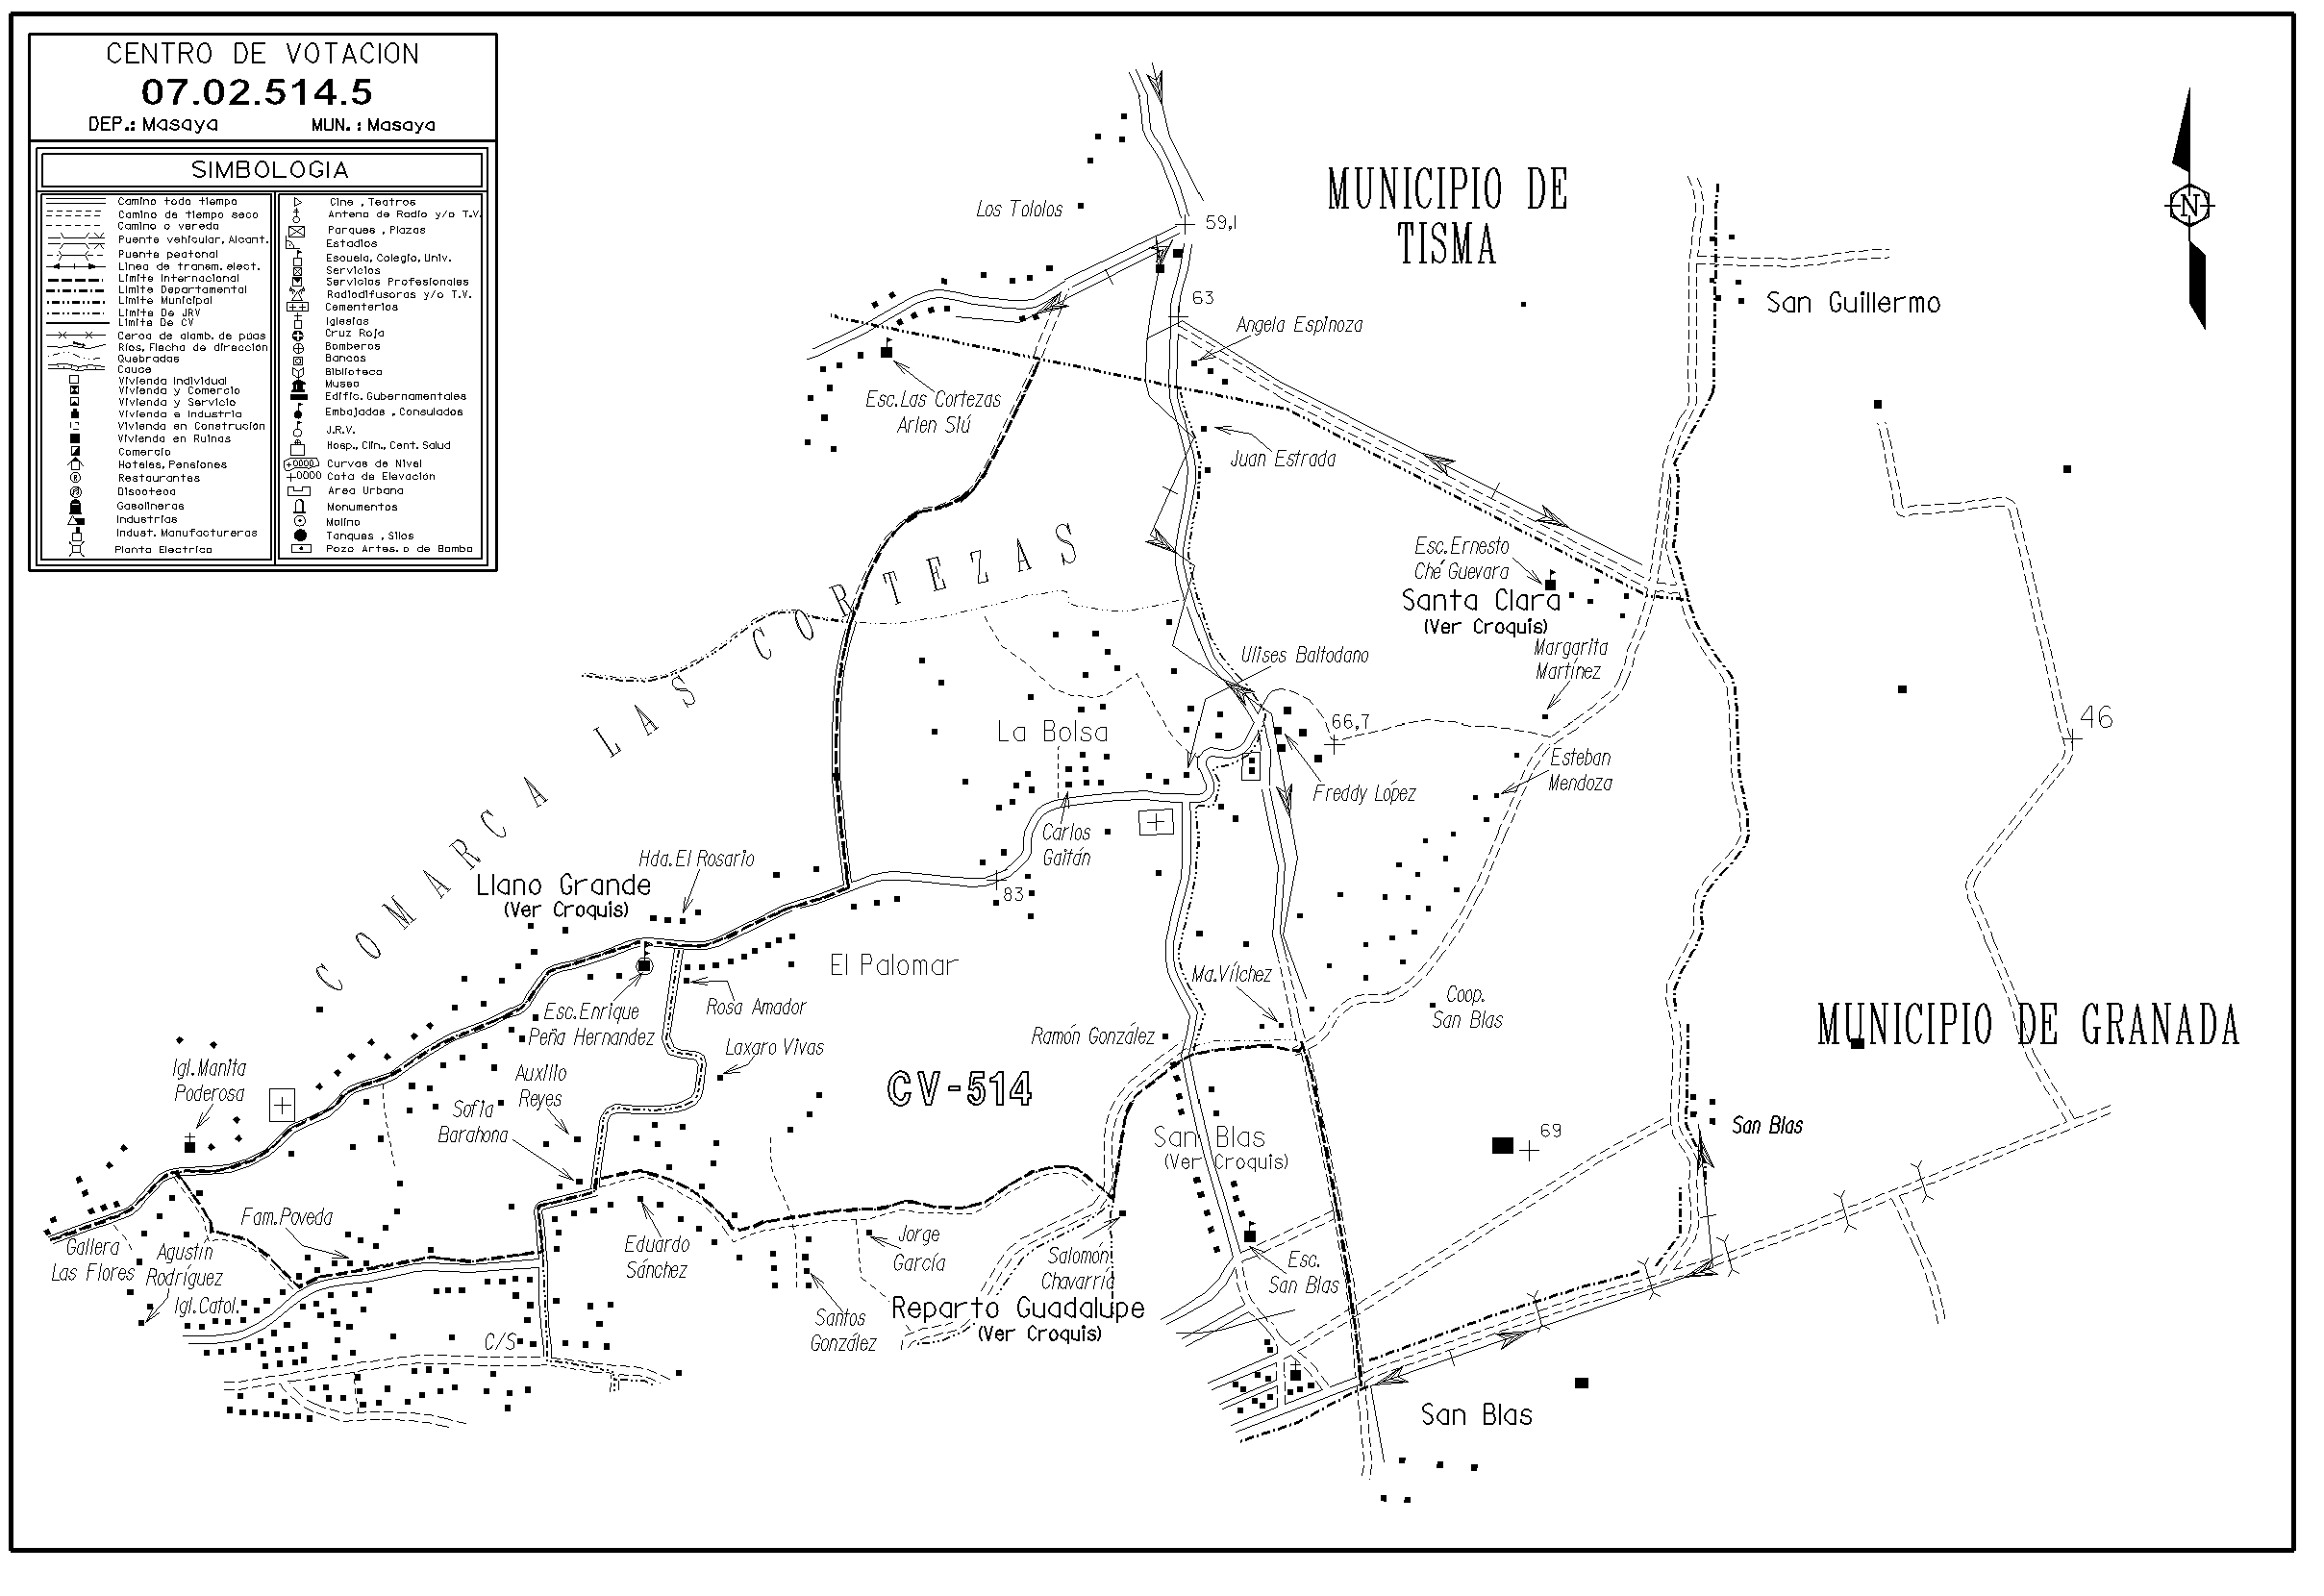 CENTRO DE VOTACION
07.02.514.5
DEP.: Masaya MUN. : Masaya
SIMBOLOGIA
Camino todo tiempo
Camino de tiempo seco
Camino o vereda
Puente vehicular, Alcant.
Puente peatonal
Linea de transm. elect.
Limite Internacional
Limite Departamental
Limite Municipal
Limite De JRV
Limite De CV
Cerca de alamb. de púas
Ríos, Flecha de dirección
Quebradas
Cauce
Vivienda Individual
Vivienda y Comercio
Vivienda y Servicio
Vivienda e Industria
Vivienda en Construción
Vivienda en Ruinas
Comercio
Hoteles, Pensiones
Restaurantes
Discoteca
Gasolineras
Industrias
Indust. Manufactureras
Planta Electrica
Cine , Teatros
Antena de Radio y/o T.V.
Parques , Plazas
Estadios
Escuela, Colegio, Univ.
Servicios
Servicios Profesionales
Radiodifusoras y/o T.V.
Cementerios
Iglesias
Cruz Roja
Bomberos
Bancos
Biblioteca
Museo
Edific. Gubernamentales
Embajadas , Consulados
J.R.V.
Hosp., Clin., Cent. Salud
Curvas de Nivel
+0000 Cota de Elevación
Area Urbana
Monumentos
Molino
Tanques , Silos
Pozo Artes. o de Bomba
MUNICIPIO DE
TISMA
N
Los Tololos
59,1
63
San Guillermo
Angela Espinoza
Esc.Las Cortezas
Arlen Siú
Juan Estrada
Esc.Ernesto
Ché Guevara
Santa Clara
(Ver Croquis)
COMARCA LAS CORTEZAS
Margarita
Martínez
Ulises Baltodano
La Bolsa
66,7
46
Esteban
Mendoza
Freddy López
Carlos
Gaitán
Hda.El Rosario
Llano Grande
(Ver Croquis)
83
El Palomar
Ma.Vílchez
Coop.
San Blas
Rosa Amador
Esc.Enrique
Peña Hernandez
MUNICIPIO DE GRANADA
Ramón González
Laxaro Vivas
Igl.Manita
Poderosa
Auxilio
Reyes
CV-514
Sofia
Barahona
San Blas
(Ver Croquis)
69
San Blas
Fam.Poveda
Gallera
Las Flores
Agustin
Rodríguez
Igl.Catol.
Eduardo
Sánchez
Jorge
García
Salomon
Chavarria
Esc.
San Blas
Reparto Guadalupe
(Ver Croquis)
Santos
González
C/S
San Blas